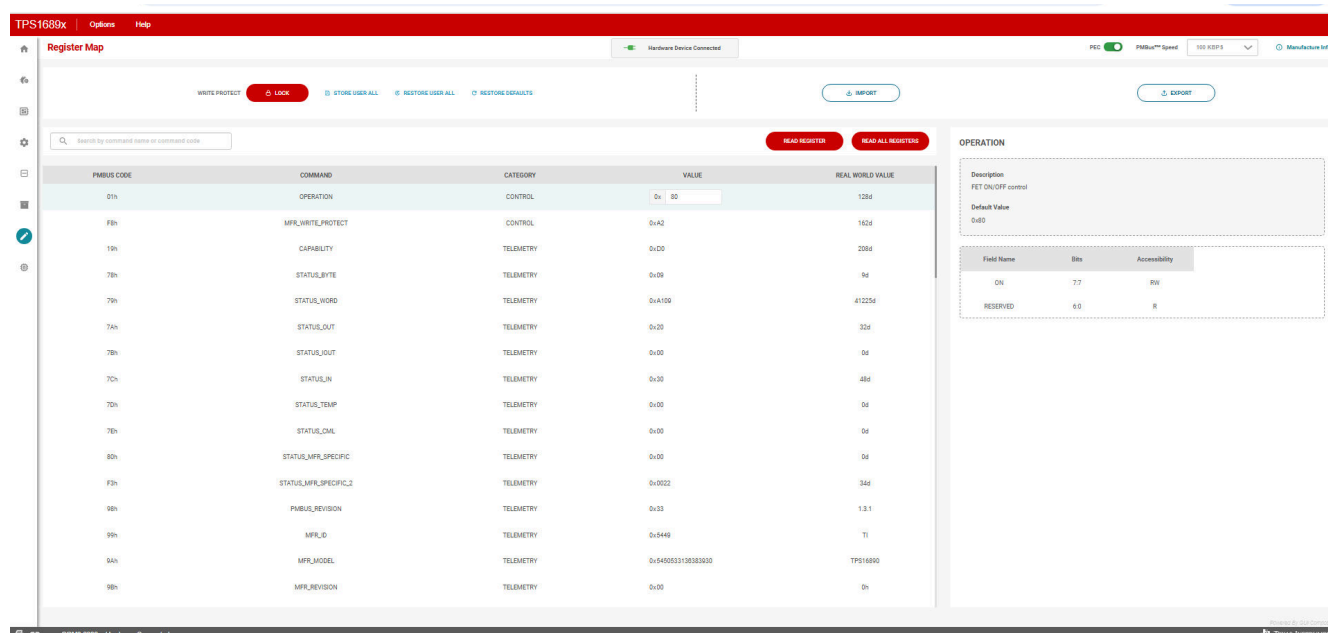 TPS1689x Options Help
Register Map Hardware Device Connected PEC PMBus™ Speed 100 KBPS Manufacture Inf
WRITE PROTECT LOCK STORE USER ALL RESTORE USER ALL RESTORE DEFAULTS IMPORT EXPORT
Search by command name or command code READ REGISTER READ ALL REGISTERS
PMBUS CODE COMMAND CATEGORY VALUE REAL WORLD VALUE
01h OPERATION CONTROL 0x 80 128d
F8h MFR_WRITE_PROTECT CONTROL 0xA2 162d
19h CAPABILITY TELEMETRY 0xD0 208d
78h STATUS_BYTE TELEMETRY 0x09 9d
79h STATUS_WORD TELEMETRY 0xA109 41225d
7Ah STATUS_OUT TELEMETRY 0x20 32d
7Bh STATUS_IOUT TELEMETRY 0x00 0d
7Ch STATUS_IN TELEMETRY 0x30 48d
7Dh STATUS_TEMP TELEMETRY 0x00 0d
7Eh STATUS_CML TELEMETRY 0x00 0d
80h STATUS_MFR_SPECIFIC TELEMETRY 0x00 0d
F3h STATUS_MFR_SPECIFIC_2 TELEMETRY 0x0022 34d
98h PMBUS_REVISION TELEMETRY 0x33 1.3.1
99h MFR_ID TELEMETRY 0x5449 TI
9Ah MFR_MODEL TELEMETRY 0x5450533136383930 TPS16890
9Bh MFR_REVISION TELEMETRY 0x00 0h
OPERATION
Description
FET ON/OFF control
Default Value
0x80
Field Name Bits Accessibility
ON 7:7 RW
RESERVED 6:0 R